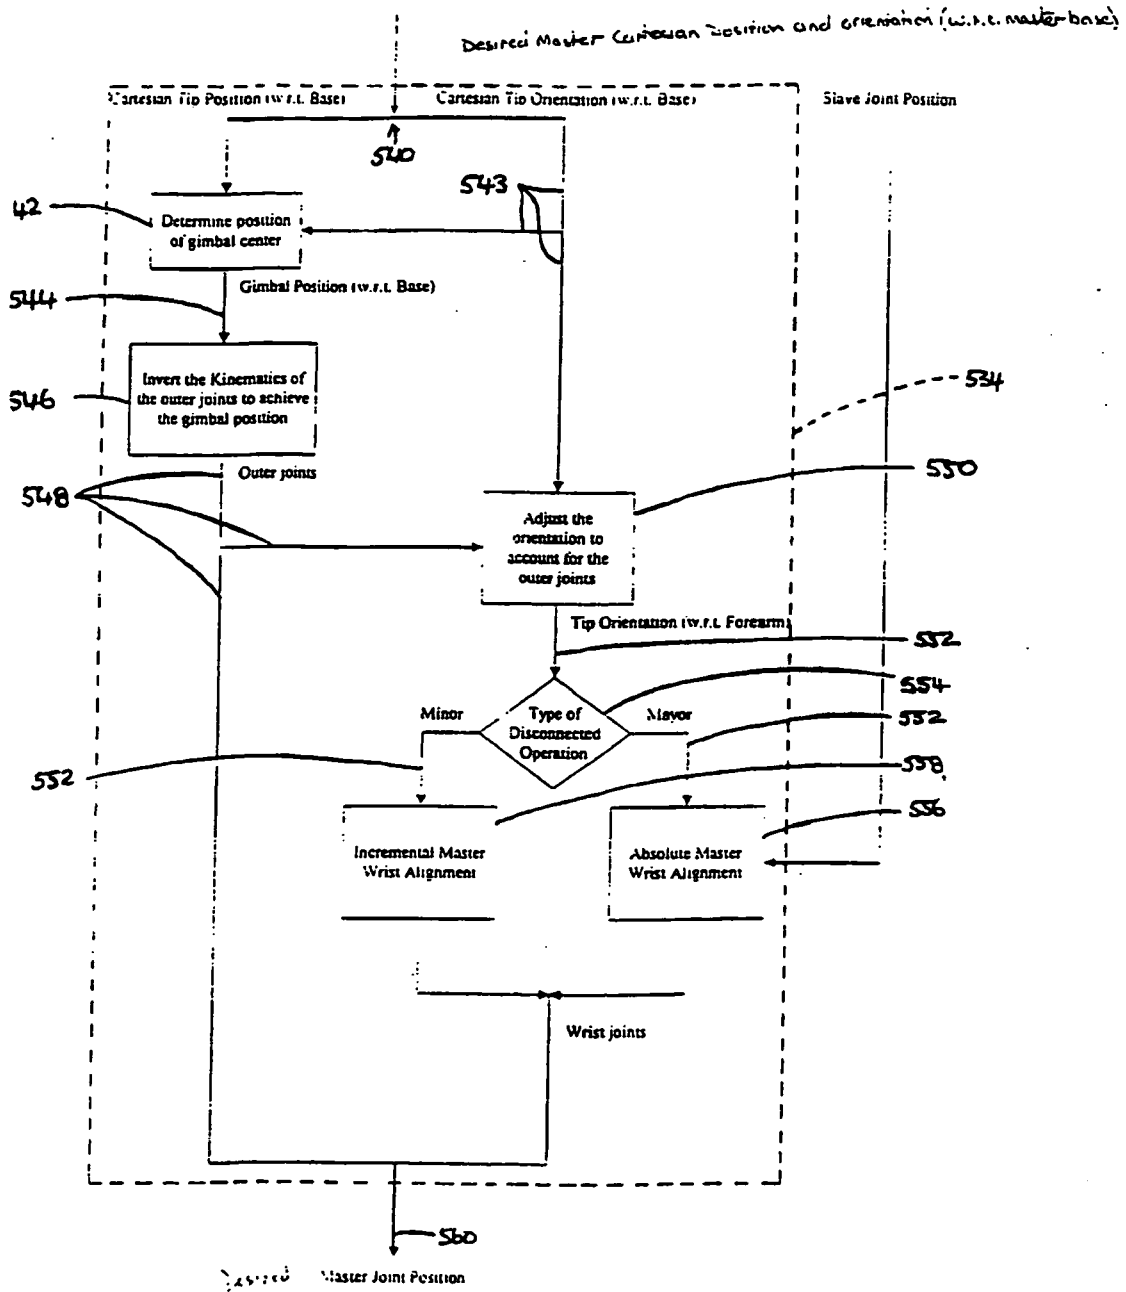 Desired Master Cartesian Position and orientation (w.r.t. master base)
Cartesian Tip Position (w.r.t. Base)
Cartesian Tip Orientation (w.r.t. Base)
Slave Joint Position
540
543
42
Determine position
of gimbal center
544
Gimbal Position (w.r.t. Base)
546
Invert the Kinematics of
the outer joints to achieve
the gimbal position
534
548
Outer joints
550
Adjust the
orientation to
account for the
outer joints
Tip Orientation (w.r.t. Forearm)
552
554
Minor
Type of
Disconnected
Operation
Mayor
552
552
558
556
Incremental Master
Wrist Alignment
Absolute Master
Wrist Alignment
Wrist joints
560
Desired Master Joint Position